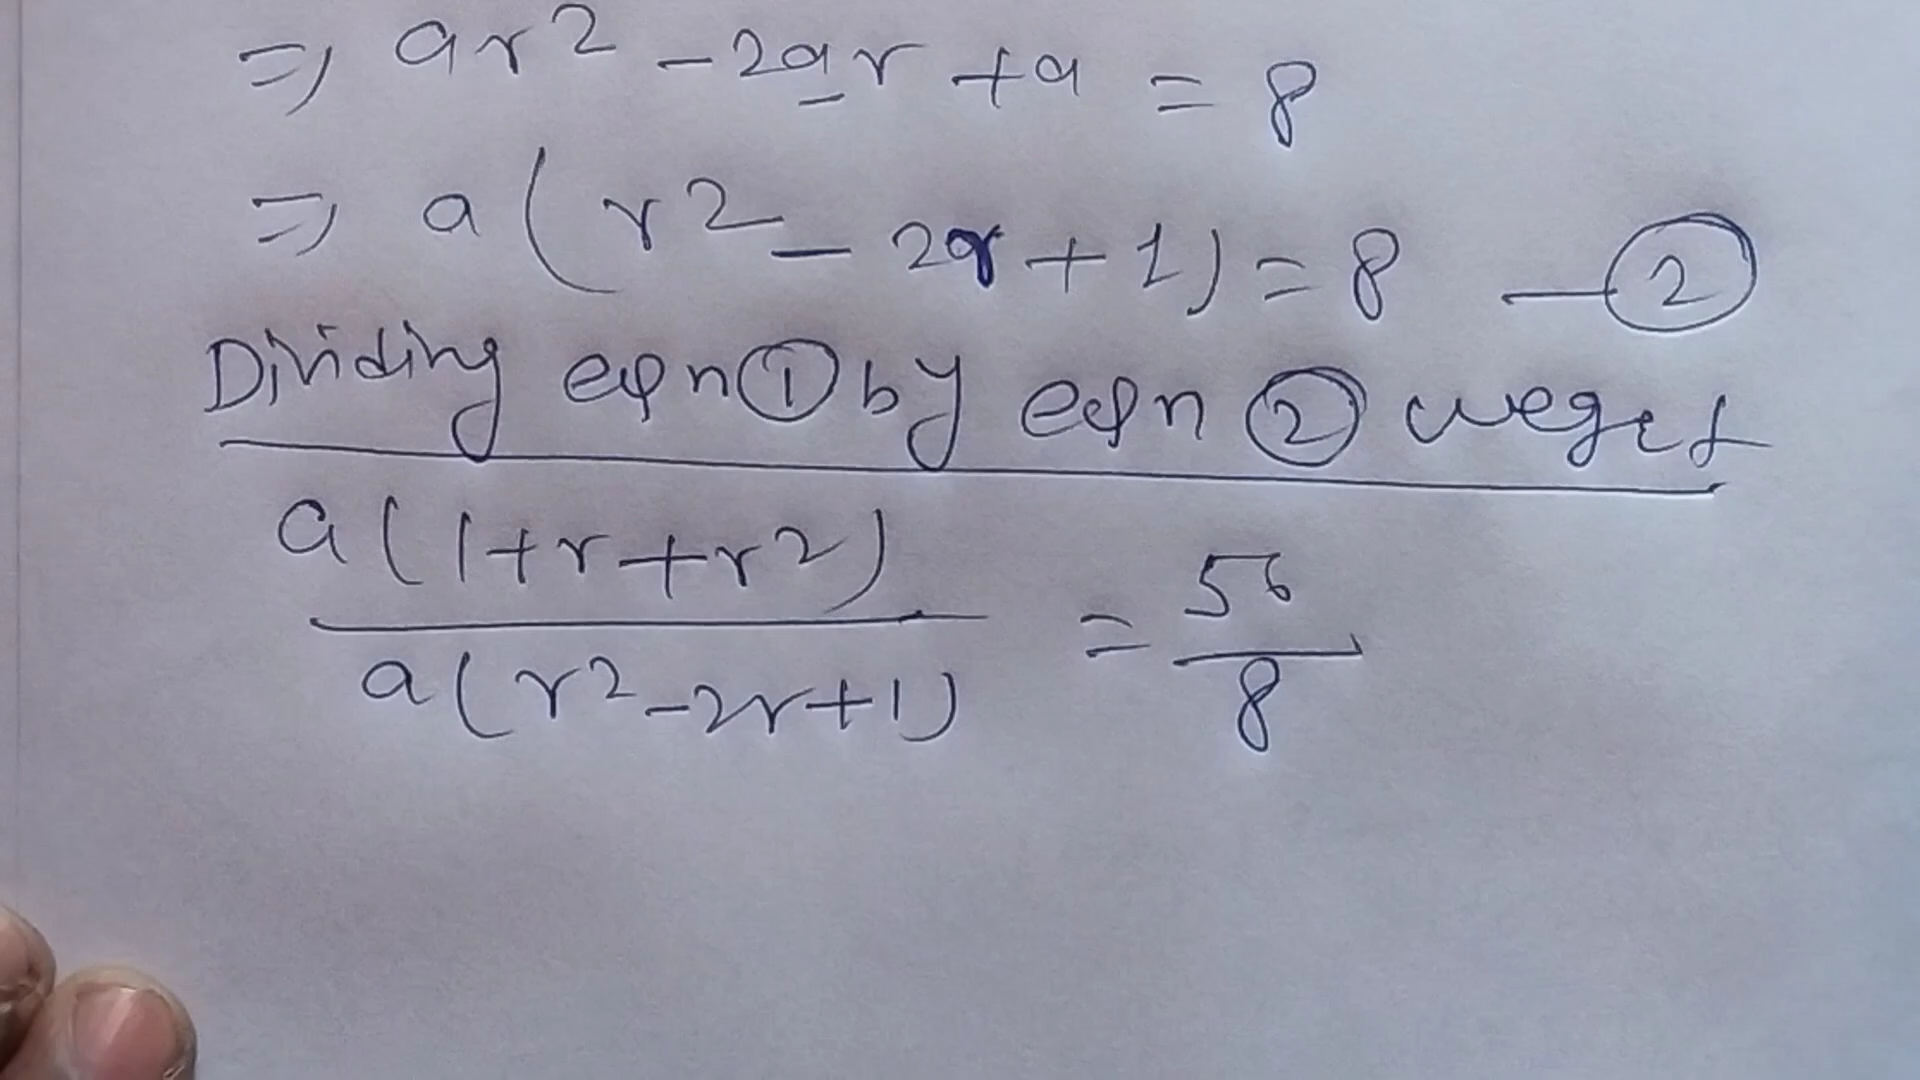 ⇒ ar² - 2ar + a = 8
⇒ a(r² - 2r + 1) = 8 — ②
Dividing eqn ① by eqn ② we get
a(1+r+r²) / a(r²-2r+1) = 56 / 8